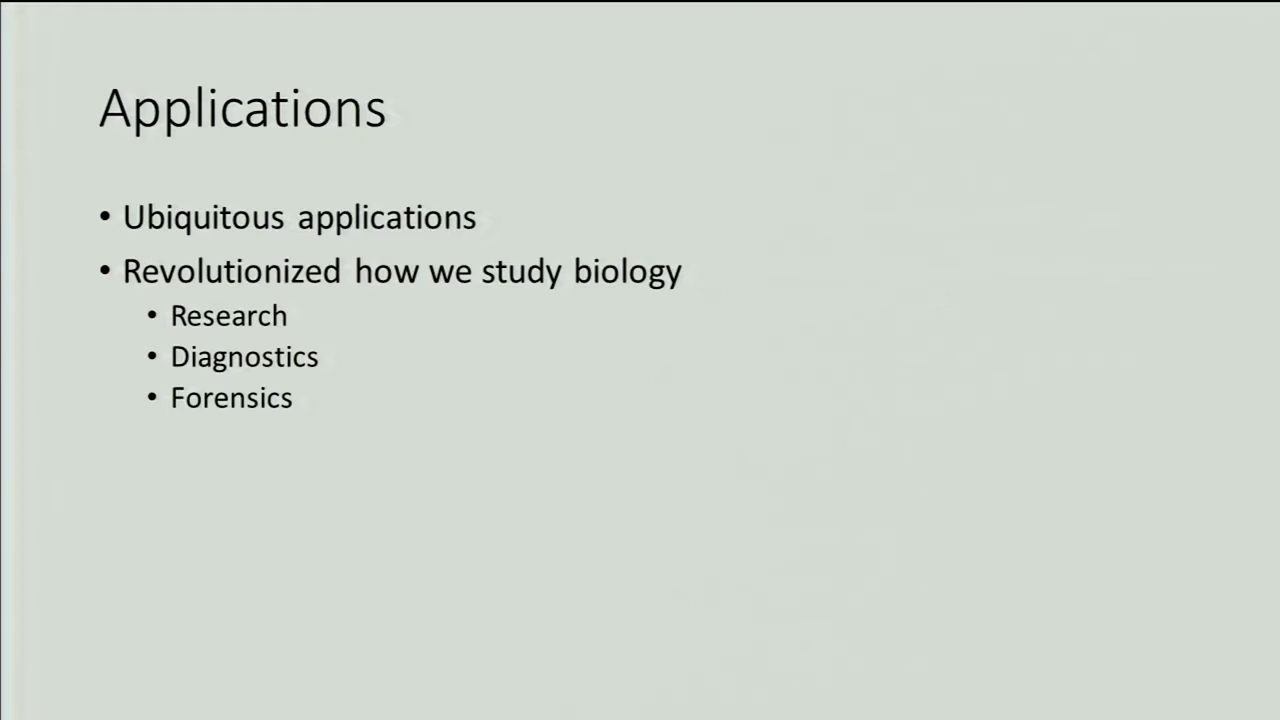 Applications
• Ubiquitous applications
• Revolutionized how we study biology
• Research
• Diagnostics
• Forensics